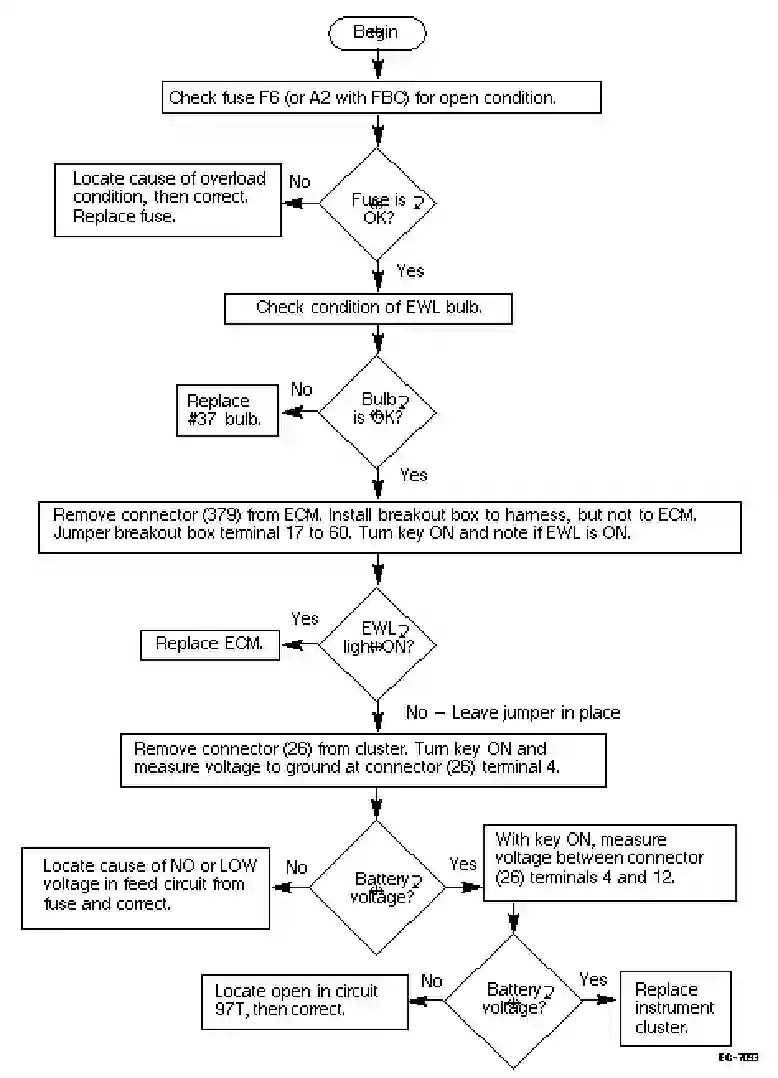 Begin
Check fuse F6 (or A2 with FBC) for open condition.
Locate cause of overload
condition, then correct.
Replace fuse.
No
Fuse is
OK?
Yes
Check condition of EWL bulb.
Replace
#37 bulb.
No
Bulb
is OK?
Yes
Remove connector (379) from ECM. Install breakout box to harness, but not to ECM.
Jumper breakout box terminal 17 to 60. Turn key ON and note if EWL is ON.
Yes
Replace ECM.
EWL
light ON?
No – Leave jumper in place
Remove connector (26) from cluster. Turn key ON and
measure voltage to ground at connector (26) terminal 4.
Locate cause of NO or LOW
voltage in feed circuit from
fuse and correct.
No
Battery
voltage?
Yes
With key ON, measure
voltage between connector
(26) terminals 4 and 12.
Locate open in circuit
97T, then correct.
No
Battery
voltage?
Yes
Replace
instrument
cluster.
EG-7093